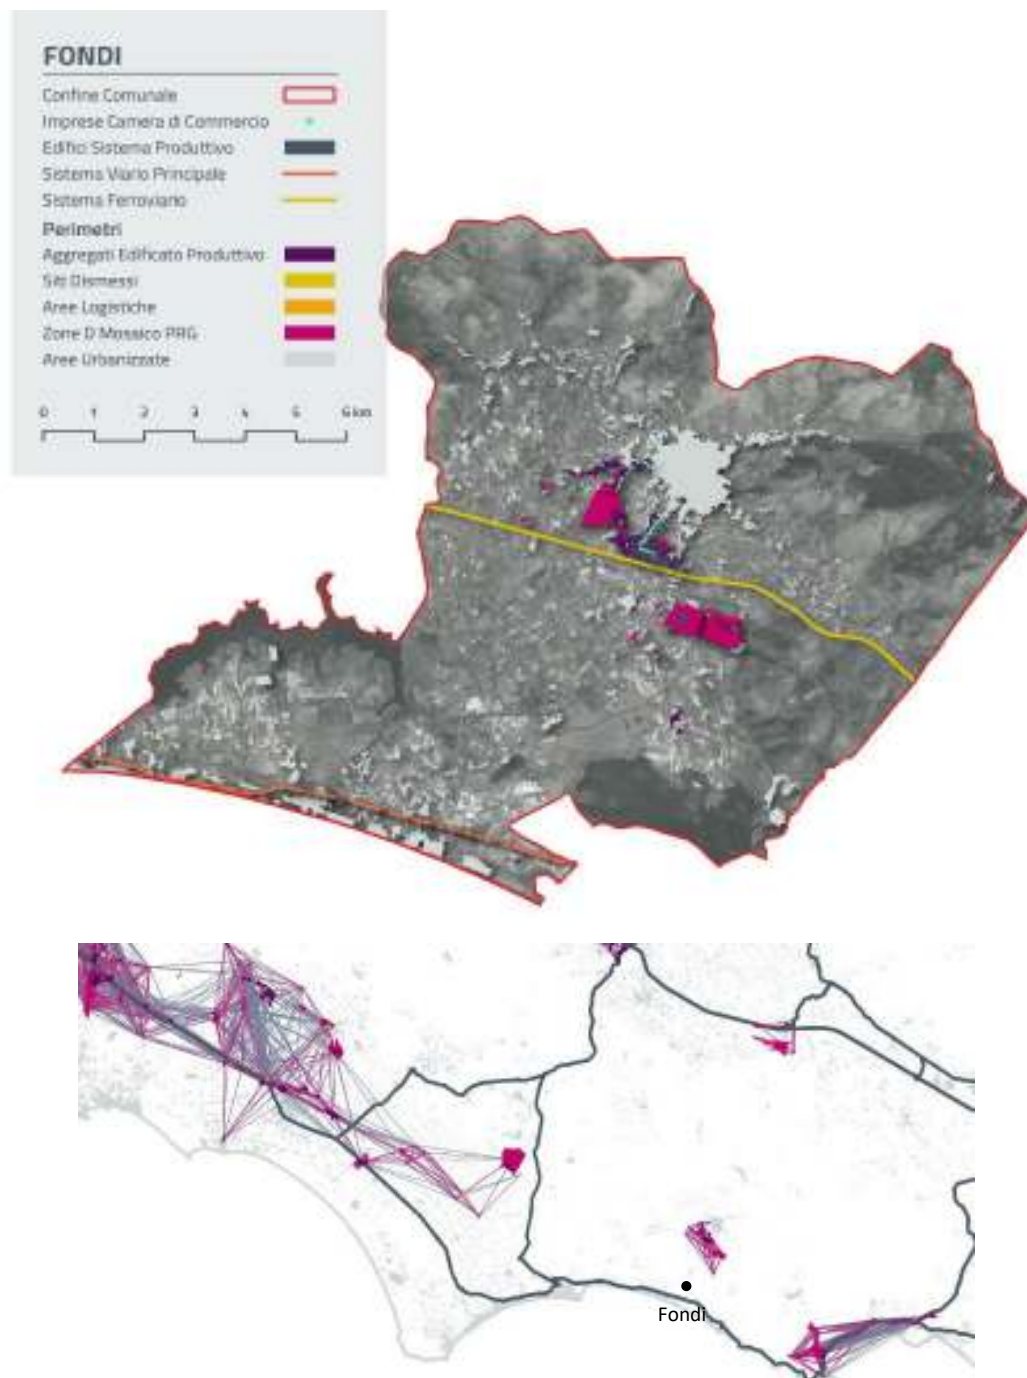 FONDI
Confine Comunale
Imprese Camera di Commercio
Edifici Sistema Produttivo
Sistema Viario Principale
Sistema Ferroviario
Perimetri
Aggregati Edificato Produttivo
Siti Dismessi
Aree Logistiche
Zone D Mosaico PRG
Aree Urbanizzate
0 1 2 3 4 5 6 km
Fondi